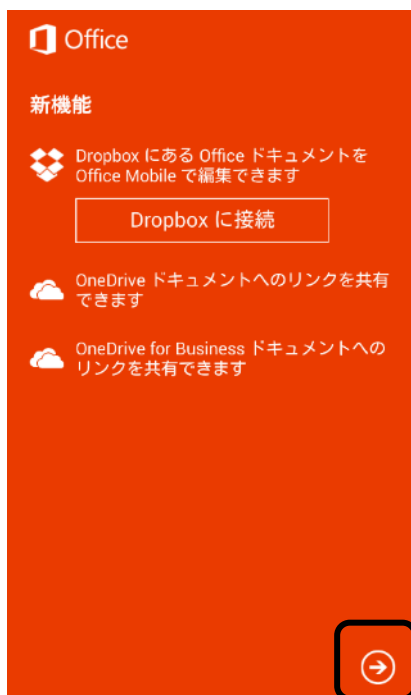 Office
新機能
Dropbox にある Office ドキュメントを
Office Mobile で編集できます
Dropbox に接続
OneDrive ドキュメントへのリンクを共有
できます
OneDrive for Business ドキュメントへの
リンクを共有できます